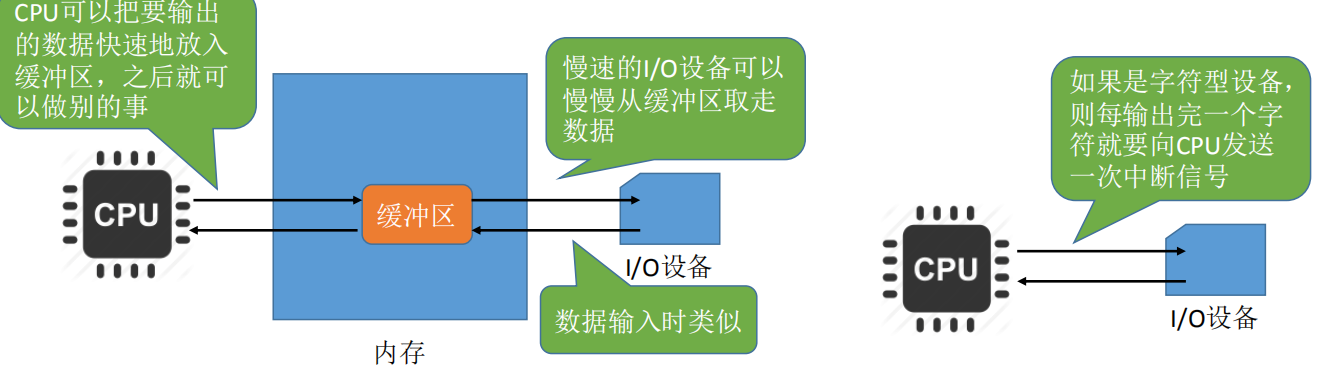 CPU可以把要输出
的数据快速地放入
缓冲区，之后就可
以做别的事
慢速的I/O设备可以
慢慢从缓冲区取走
数据
CPU
缓冲区
I/O设备
数据输入时类似
内存
如果是字符型设备，
则每输出完一个字
符就要向CPU发送
一次中断信号
CPU
I/O设备